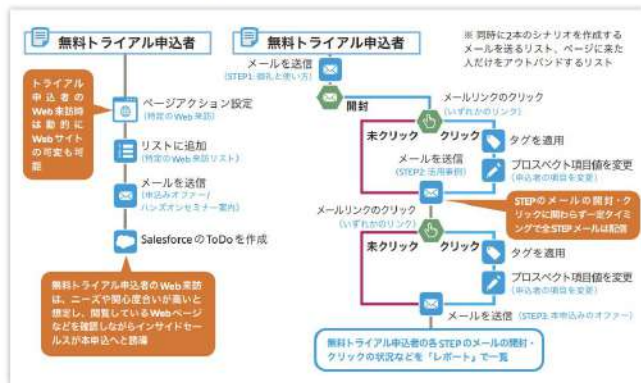 無料トライアル申込者
トライアル
申込者の
Web来訪時
は動的に
Webサイト
の可変も可
能
ページアクション設定
(特定のWeb来訪)
リストに追加
(特定のWeb来訪リスト)
メールを送信
(申込みオファー/
ハンズオンセミナー案内)
SalesforceのToDoを作成
無料トライアル申込者のWeb来訪
は、ニーズや関心度合いが高いと
想定し、閲覧しているWebページ
などを確認しながらインサイドセー
ルスが本申込へと誘導
無料トライアル申込者
※ 同時に2本のシナリオを作成する
メールを送るリスト、ページに来た
人だけをアウトバンドするリスト
メールを送信
(STEP1: 御礼と使い方)
開封
メールリンクのクリック
(いずれかのリンク)
未クリック
クリック
タグを適用
メールを送信
(STEP2: 活用事例)
プロスペクト項目値を変更
(申込者の項目を変更)
STEPのメールの開封・ク
リックに関わらず一定タイミ
ングで全STEPメールは配信
メールリンクのクリック
(いずれかのリンク)
未クリック
クリック
タグを適用
プロスペクト項目値を変更
(申込者の項目を変更)
メールを送信 (STEP3: 本申込みのオファー)
無料トライアル申込者の各STEPのメールの開封・
クリックの状況などを「レポート」で一覧